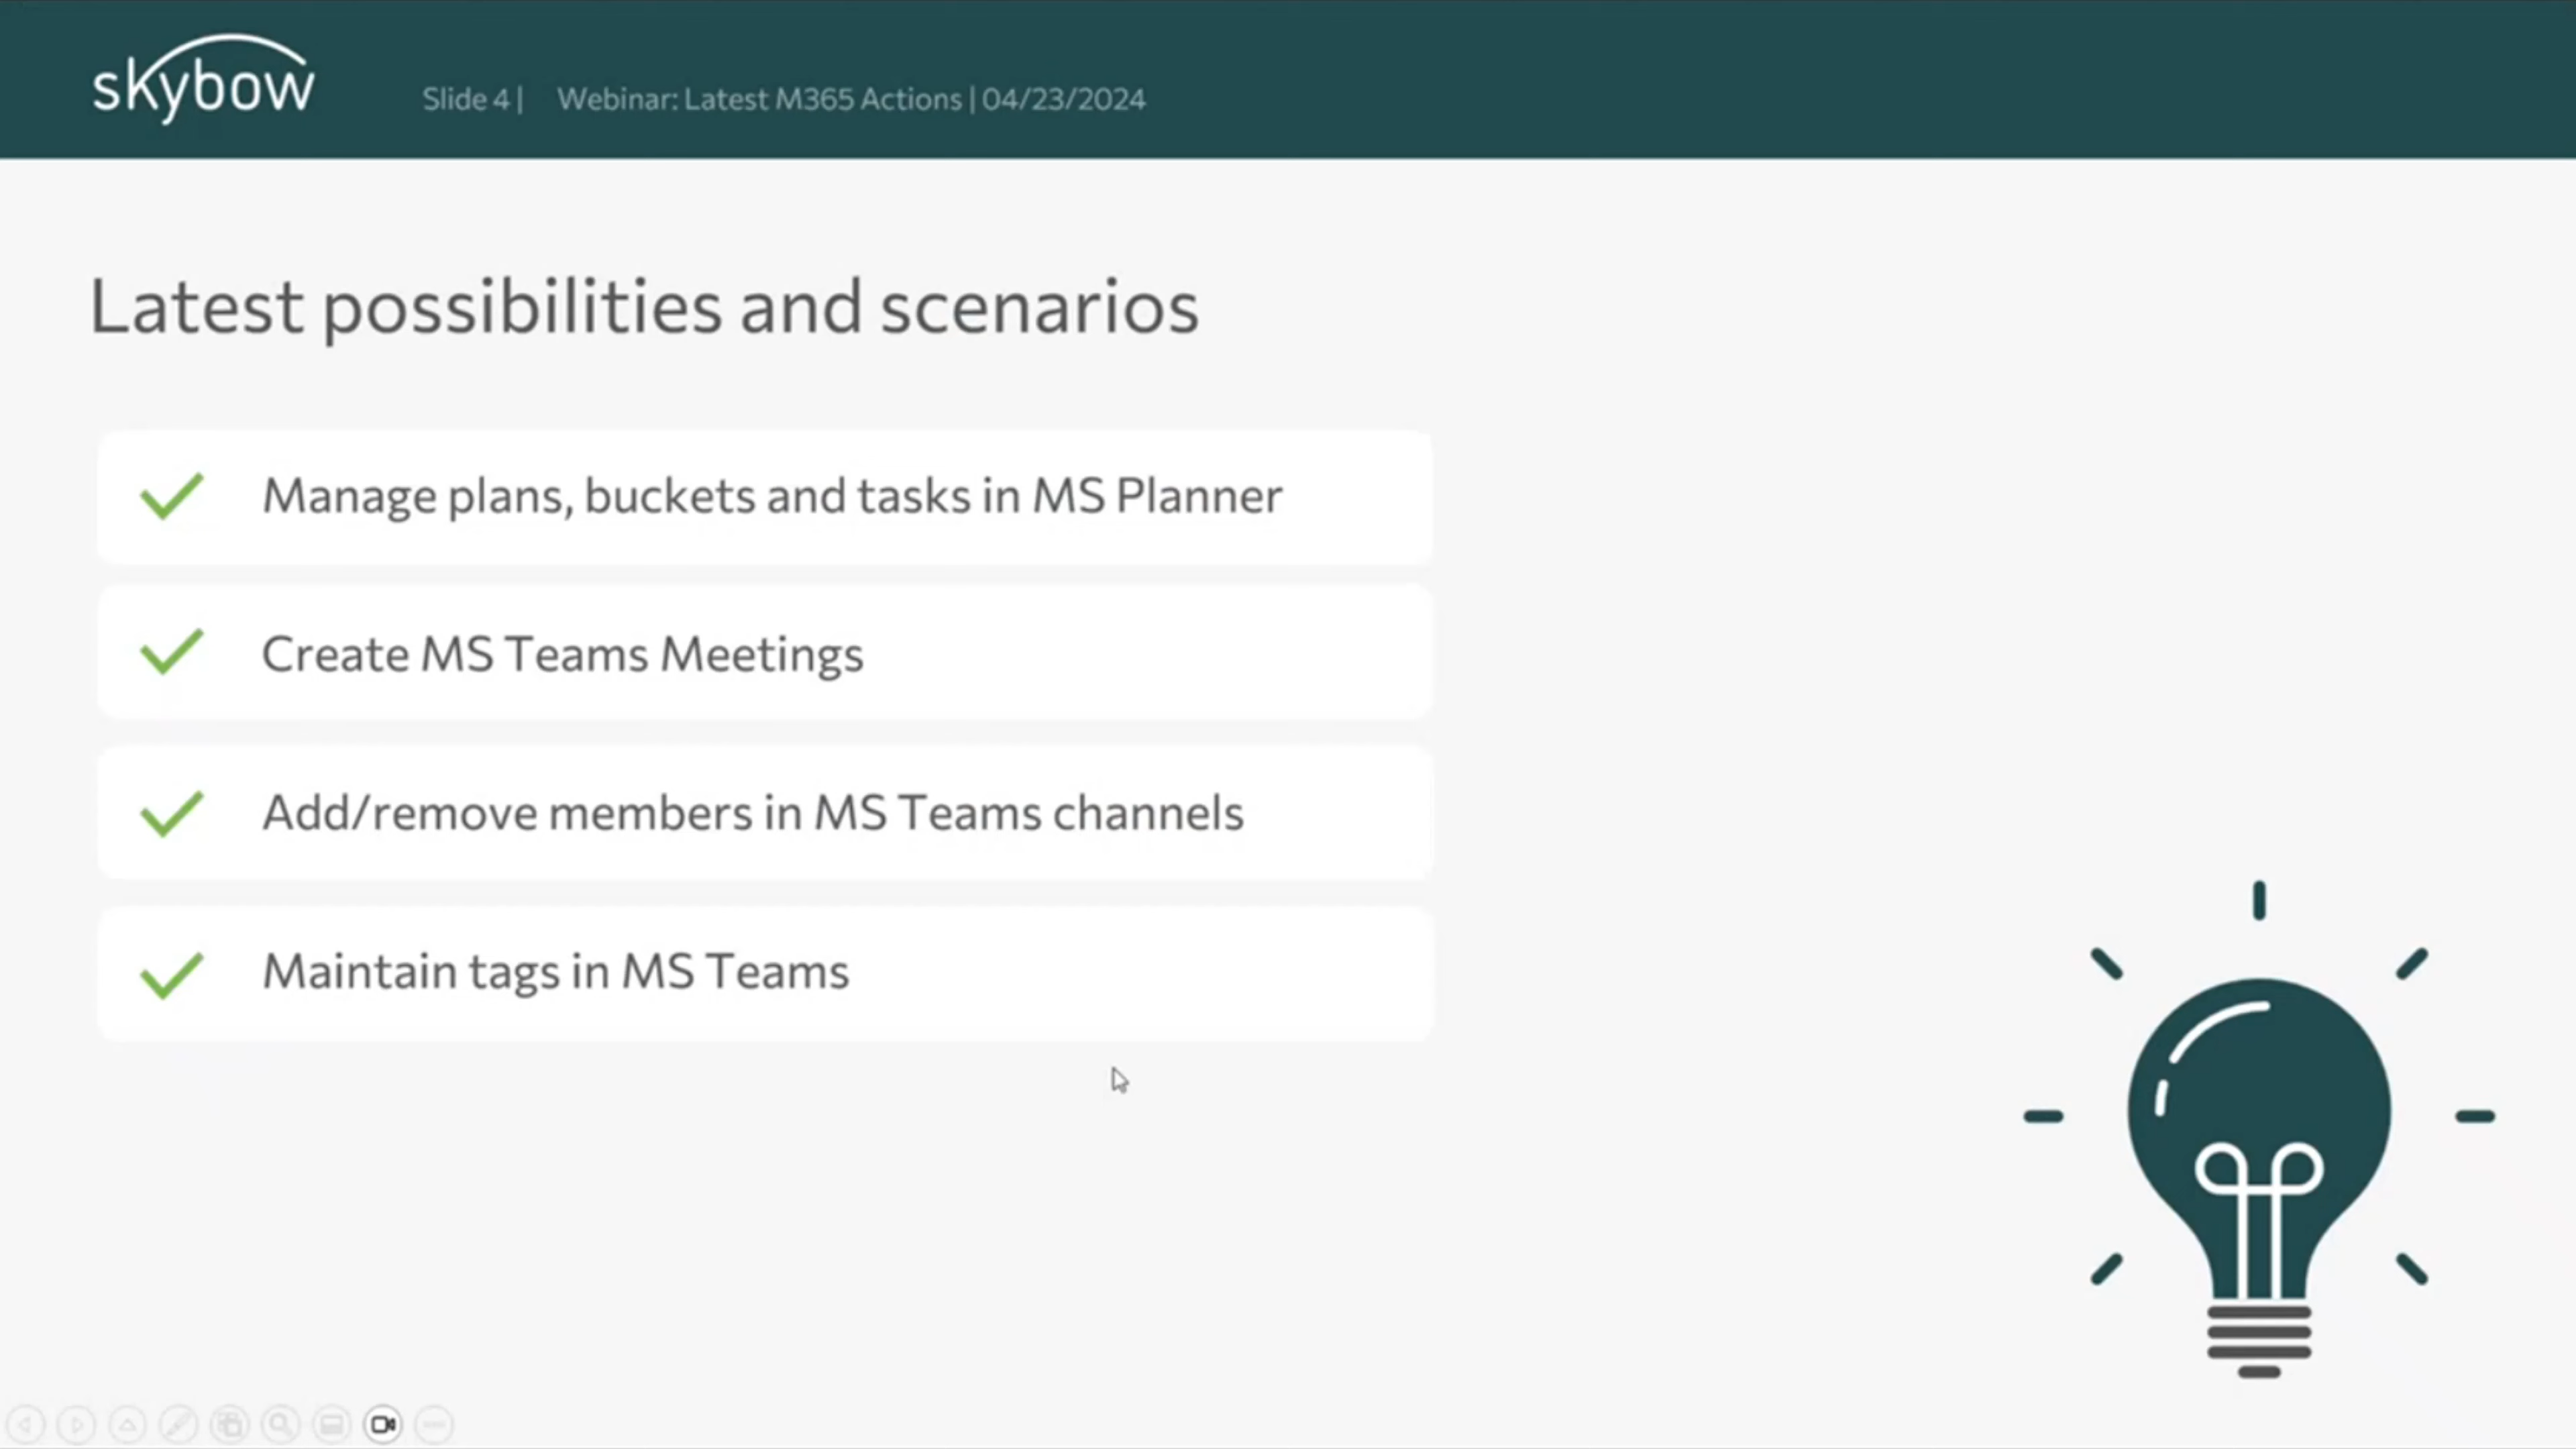 skybow
Slide 4 | Webinar: Latest M365 Actions | 04/23/2024
Latest possibilities and scenarios
Manage plans, buckets and tasks in MS Planner
Create MS Teams Meetings
Add/remove members in MS Teams channels
Maintain tags in MS Teams